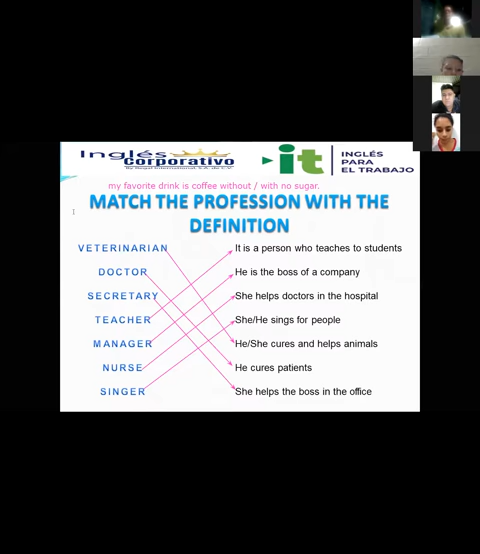 Inglés
Corporativo
it
INGLÉS
PARA
EL TRABAJO
my favorite drink is coffee without / with no sugar.
MATCH THE PROFESSION WITH THE
DEFINITION
VETERINARIAN
It is a person who teaches to students
DOCTOR
He is the boss of a company
SECRETARY
She helps doctors in the hospital
TEACHER
She/He sings for people
MANAGER
He/She cures and helps animals
NURSE
He cures patients
SINGER
She helps the boss in the office